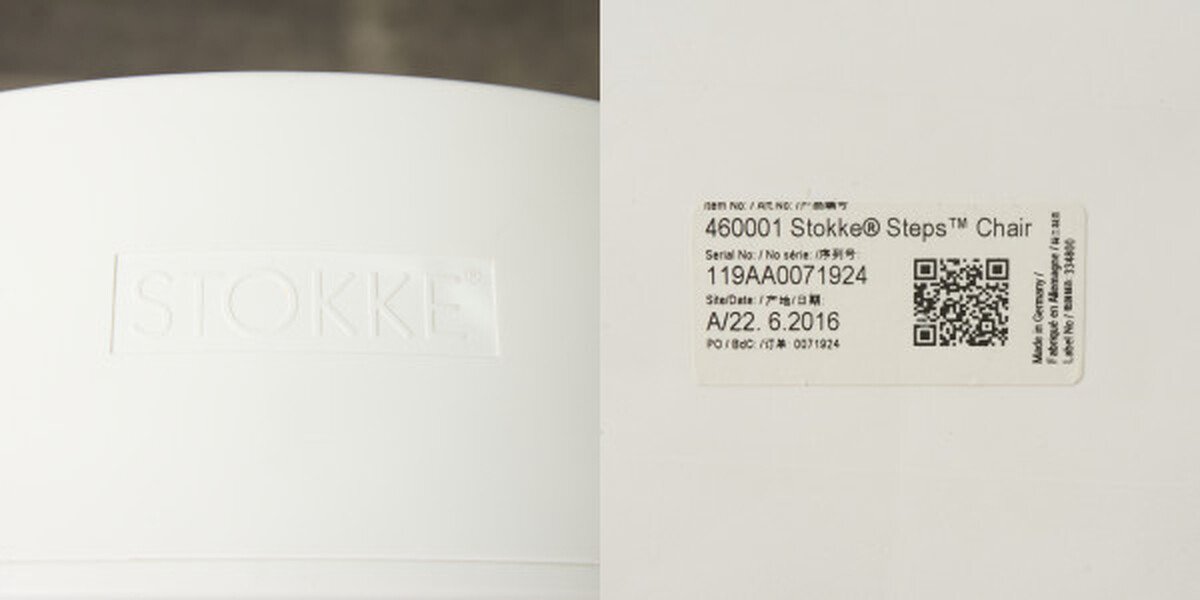 STOKKE®
Item No: / Art. No: /产品编号
460001 Stokke® Steps™ Chair
Serial No: / No série: /序列号:
119AA0071924
Site/Date: /产地/日期:
A/22. 6.2016
PO / BdC: /订单: 0071924
Made in Germany /
Fabriqué en Allemagne /
Label No / 334800